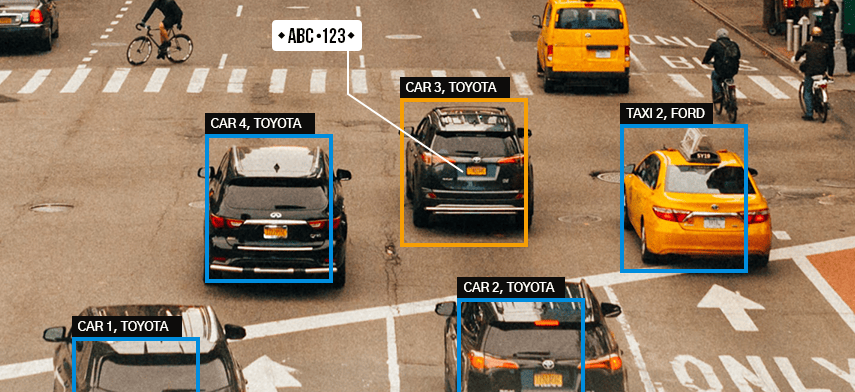 ABC•123
ONLY
BUS
CAR 3, TOYOTA
CAR 4, TOYOTA
TAXI 2, FORD
5Y28
CAR 2, TOYOTA
CAR 1, TOYOTA
ONLY